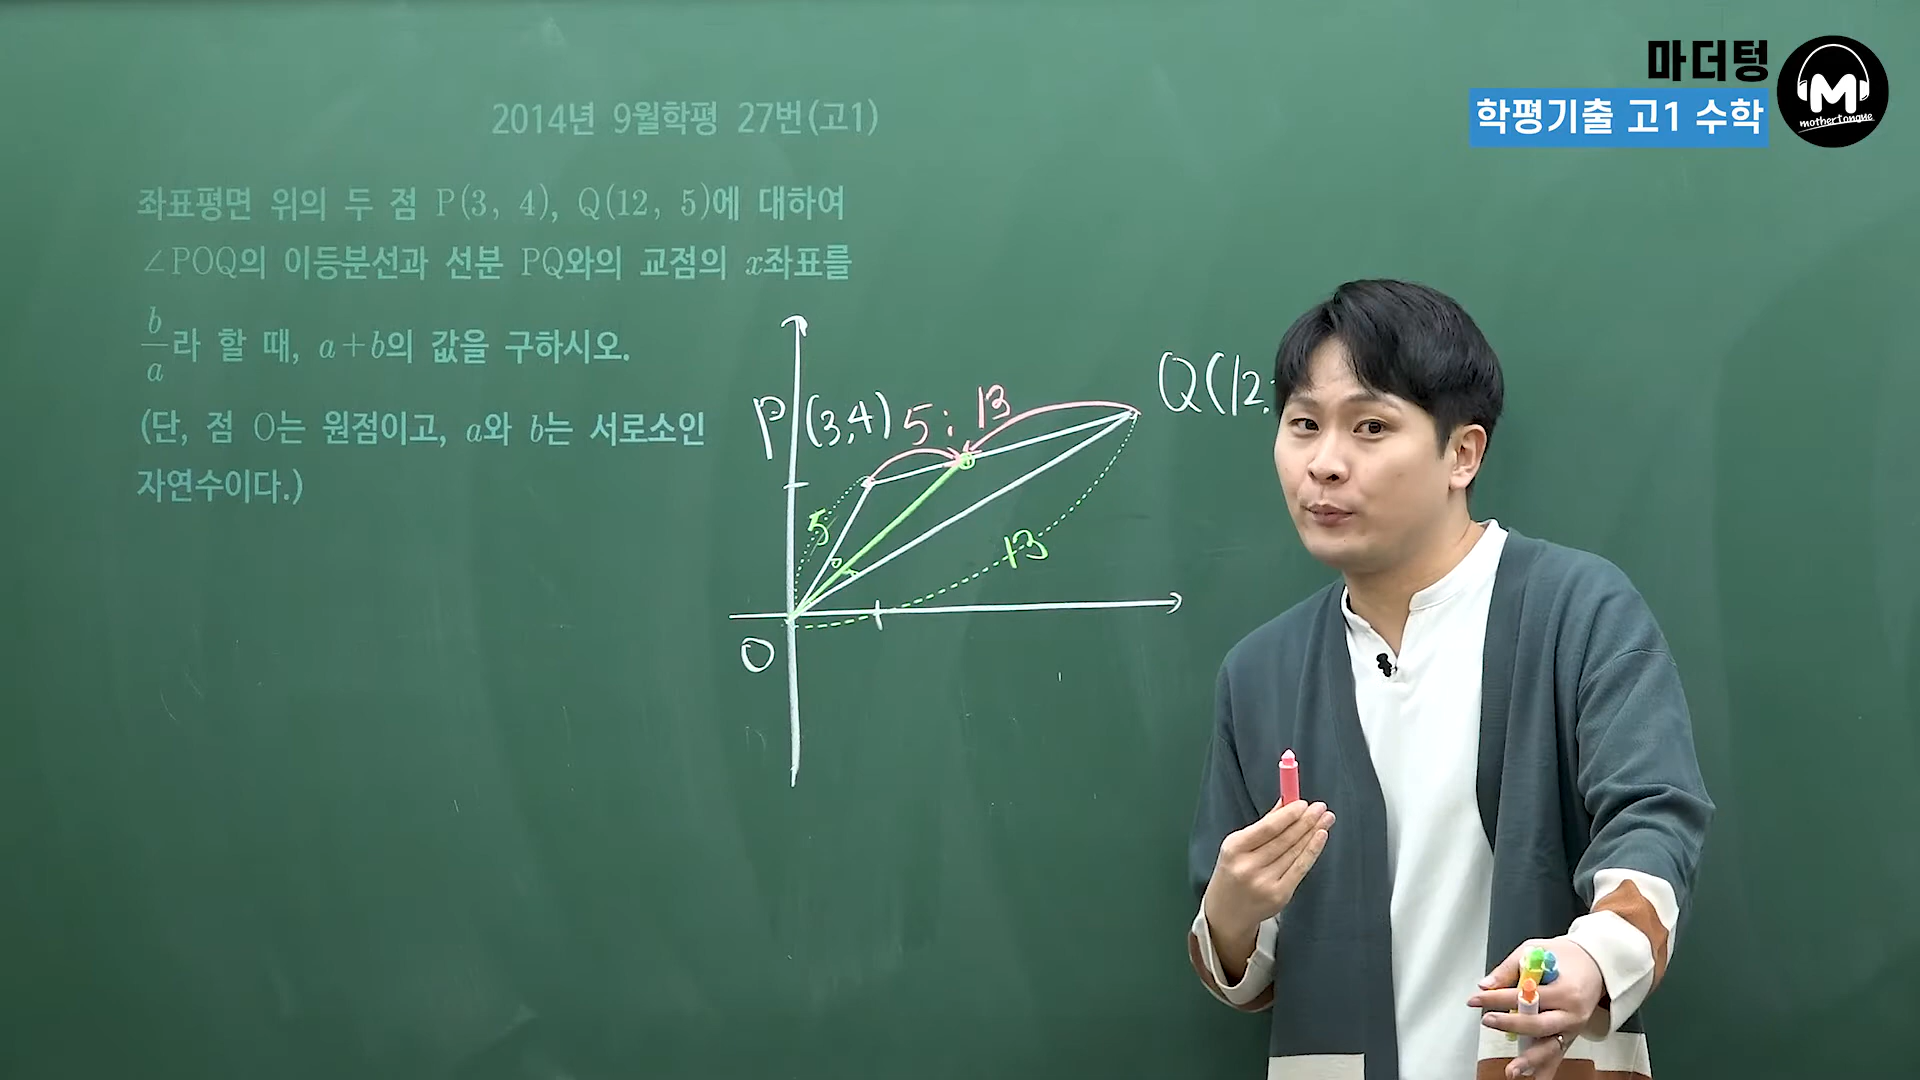 마더텅
학평기출 고1 수학
mothertongue
2014년 9월학평 27번(고1)
좌표평면 위의 두 점 P(3, 4), Q(12, 5)에 대하여
∠POQ의 이등분선과 선분 PQ와의 교점의 x좌표를
b/a라 할 때, a+b의 값을 구하시오.
(단, 점 O는 원점이고, a와 b는 서로소인
자연수이다.)
P(3,4) 5:13
Q(12,
5
13
O